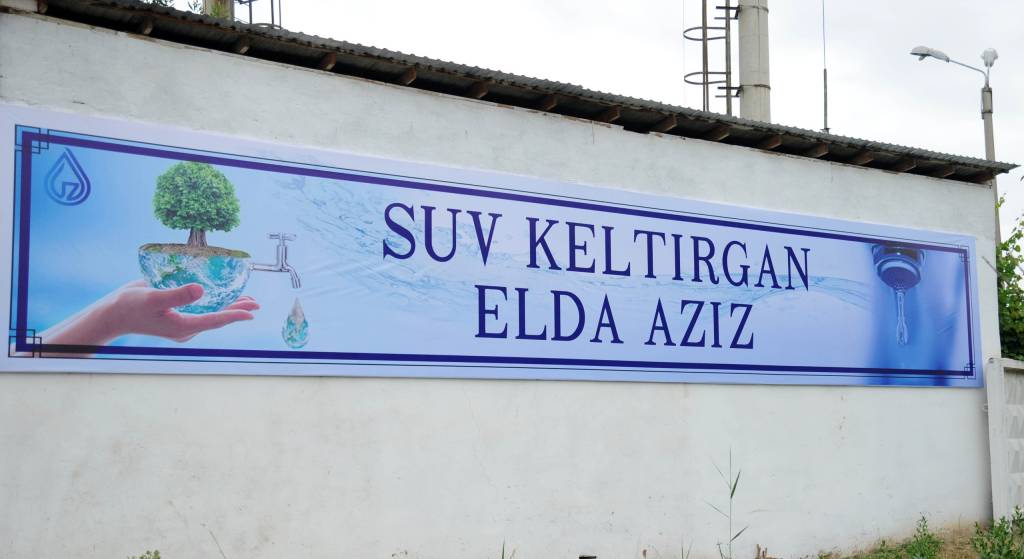 SUV KELTIRGAN
ELDA AZIZ